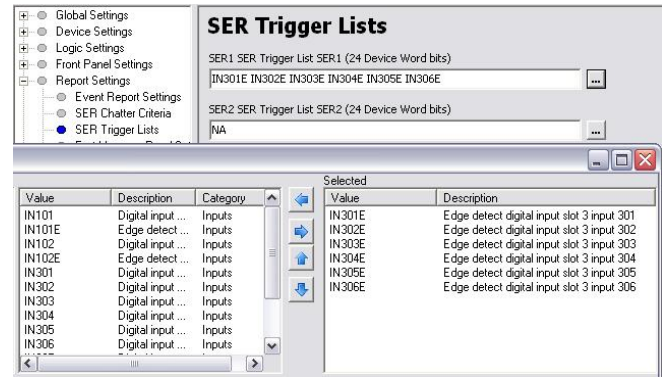 Global Settings
Device Settings
Logic Settings
Front Panel Settings
Report Settings
Event Report Settings
SER Chatter Criteria
SER Trigger Lists
SER Trigger Lists
SER1 SER Trigger List SER1 (24 Device Word bits)
IN301E IN302E IN303E IN304E IN305E IN306E
...
SER2 SER Trigger List SER2 (24 Device Word bits)
NA
...
Value Description Category
IN101 Digital input ... Inputs
IN101E Edge detect ... Inputs
IN102 Digital input ... Inputs
IN102E Edge detect ... Inputs
IN301 Digital input ... Inputs
IN302 Digital input ... Inputs
IN303 Digital input ... Inputs
IN304 Digital input ... Inputs
IN305 Digital input ... Inputs
IN306 Digital input ... Inputs
Selected
Value Description
IN301E Edge detect digital input slot 3 input 301
IN302E Edge detect digital input slot 3 input 302
IN303E Edge detect digital input slot 3 input 303
IN304E Edge detect digital input slot 3 input 304
IN305E Edge detect digital input slot 3 input 305
IN306E Edge detect digital input slot 3 input 306